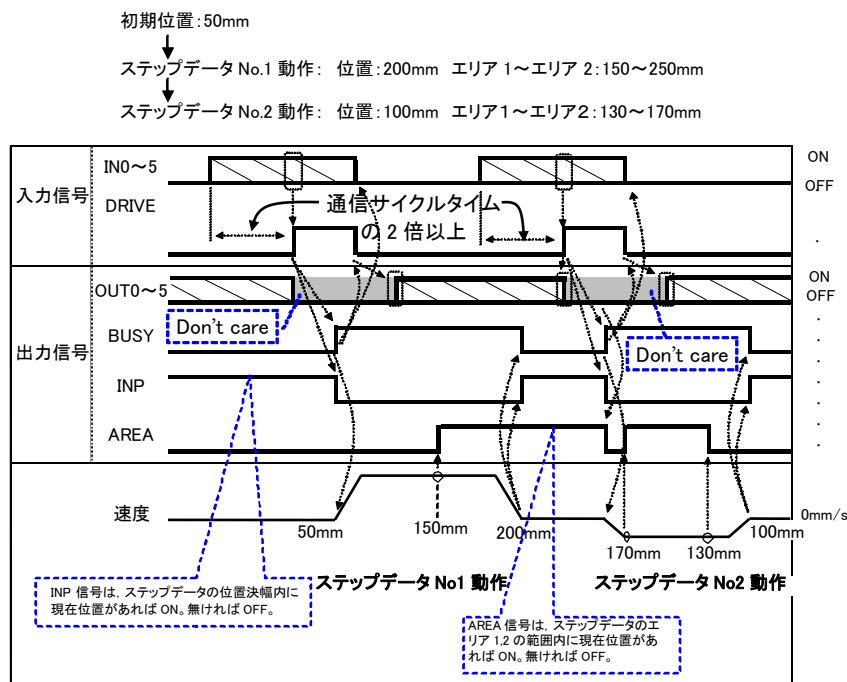 初期位置:50mm
ステップデータ No.1 動作: 位置:200mm エリア 1～エリア 2:150～250mm
ステップデータ No.2 動作: 位置:100mm エリア1～エリア2:130～170mm
入力信号
IN0～5
ON
OFF
DRIVE
通信サイクルタイム
の 2 倍以上
.
出力信号
OUT0～5
ON
OFF
Don't care
Don't care
BUSY
.
.
INP
.
.
AREA
.
.
速度
50mm
150mm
200mm
170mm
130mm
100mm
0mm/s
ステップデータ No1 動作
ステップデータ No2 動作
INP 信号は，ステップデータの位置決幅内に
現在位置があれば ON。無ければ OFF。
AREA 信号は，ステップデータのエ
リア 1,2 の範囲内に現在位置があ
れば ON。無ければ OFF。